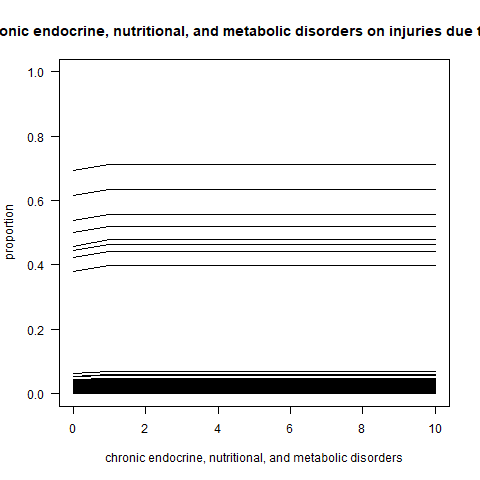 onic endocrine, nutritional, and metabolic disorders on injuries due t
1.0
0.8
0.6
0.4
0.2
0.0
proportion
0 2 4 6 8 10
chronic endocrine, nutritional, and metabolic disorders